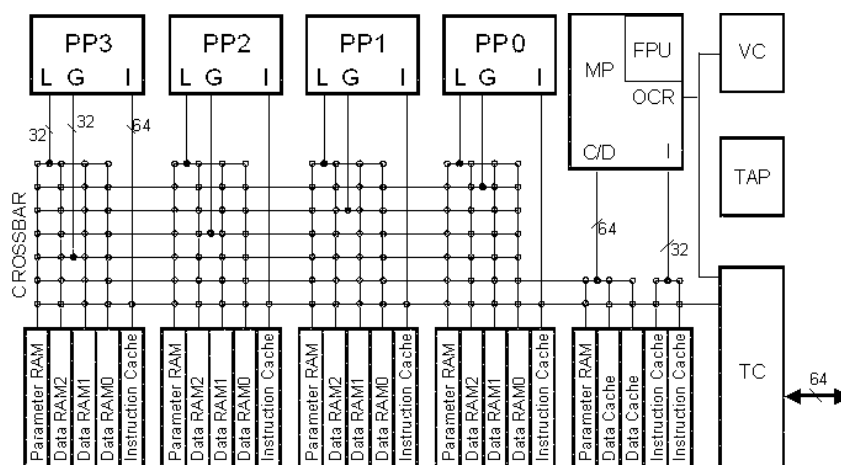 PP3
L G I
PP2
L G I
PP1
L G I
PP0
L G I
MP
FPU
OCR
C/D I
VC
TAP
TC
32
32
64
64
32
64
CROSSBAR
Parameter RAM
Data RAM2
Data RAM1
Data RAM0
Instruction Cache
Parameter RAM
Data RAM2
Data RAM1
Data RAM0
Instruction Cache
Parameter RAM
Data RAM2
Data RAM1
Data RAM0
Instruction Cache
Parameter RAM
Data RAM2
Data RAM1
Data RAM0
Instruction Cache
Parameter RAM
Data Cache
Data Cache
Instruction Cache
Instruction Cache